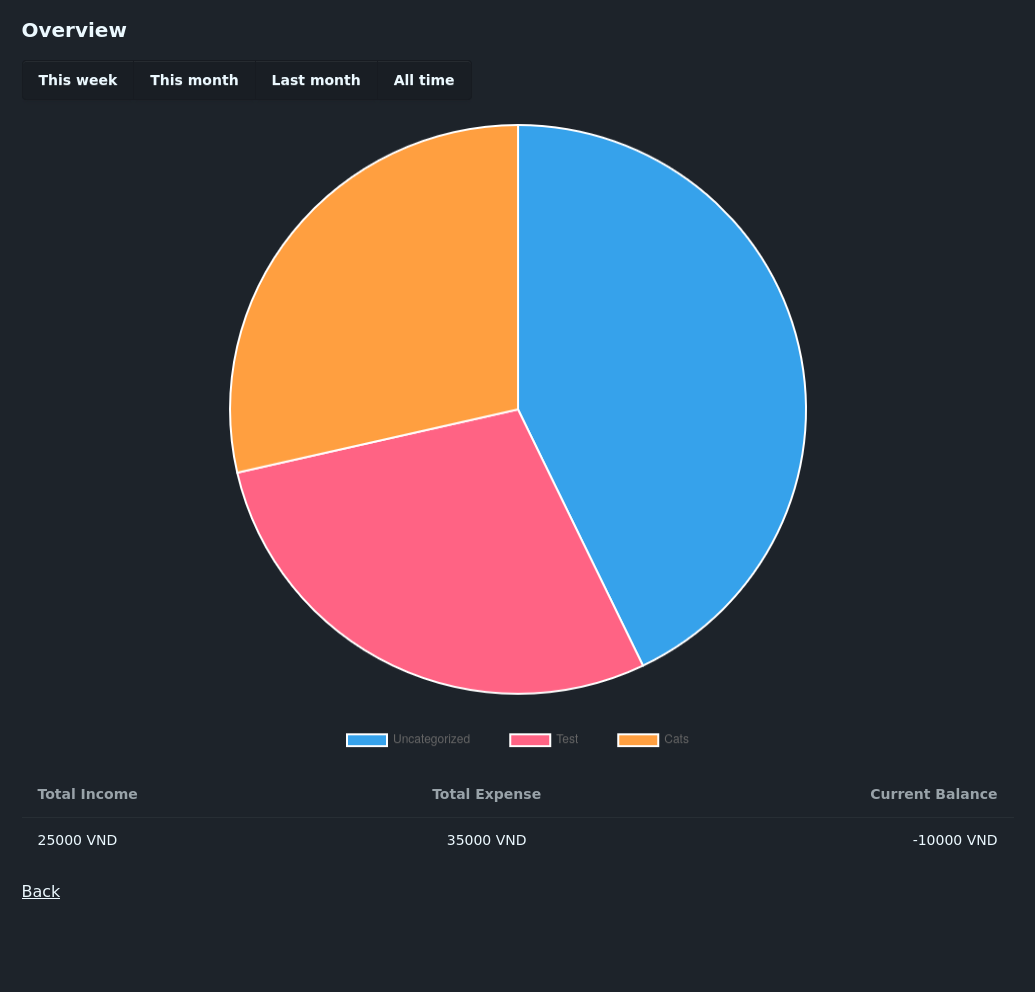 Overview
This week This month Last month All time
Uncategorized Test Cats
Total Income Total Expense Current Balance
25000 VND 35000 VND -10000 VND
Back